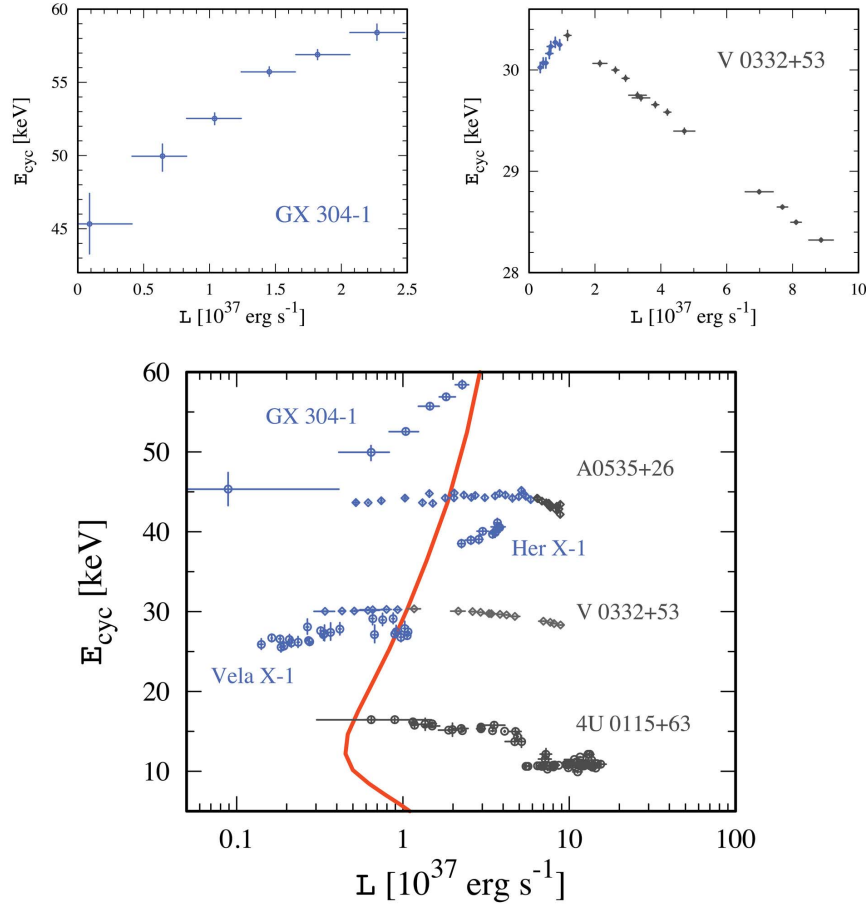 60
55
50
45
E_cyc [keV]
GX 304-1
0 0.5 1 1.5 2 2.5
L [10^37 erg s^-1]
30
29
28
E_cyc [keV]
V 0332+53
0 2 4 6 8 10
L [10^37 erg s^-1]
60
50
40
30
20
10
E_cyc [keV]
GX 304-1
A0535+26
Her X-1
V 0332+53
Vela X-1
4U 0115+63
0.1 1 10 100
L [10^37 erg s^-1]